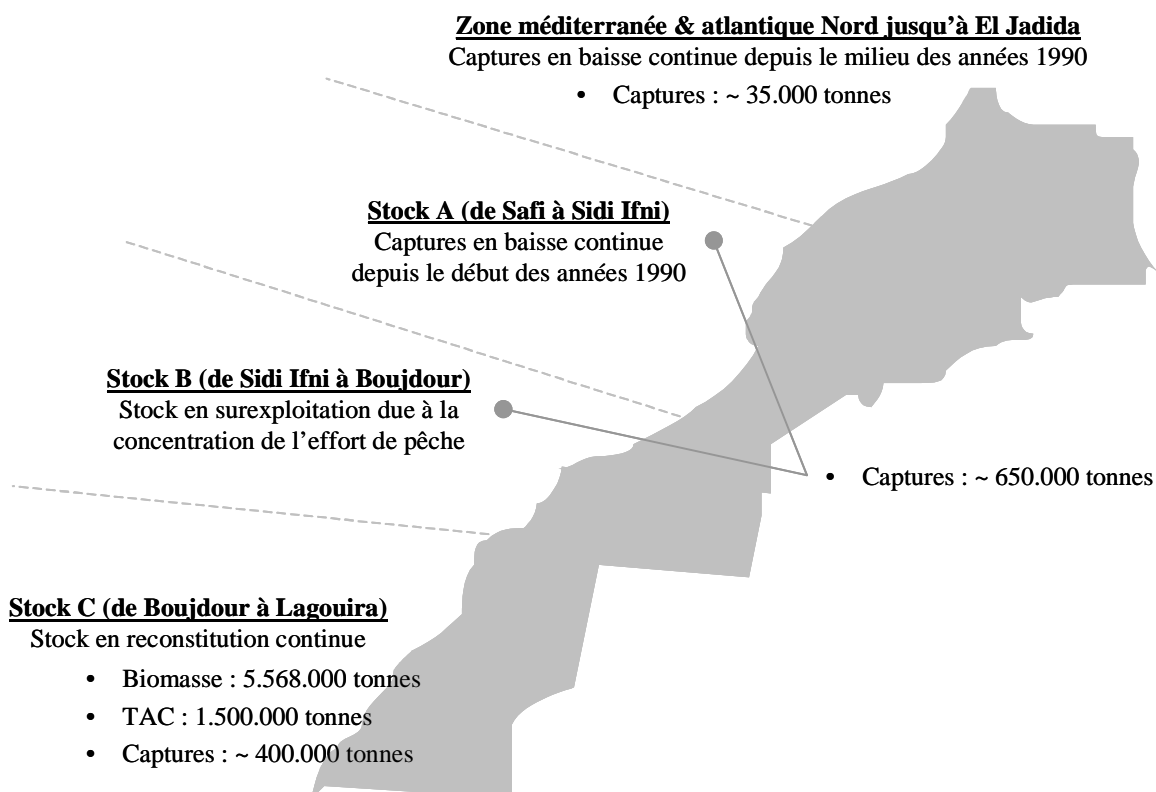 Zone méditerranée & atlantique Nord jusqu'à El Jadida
Captures en baisse continue depuis le milieu des années 1990
• Captures : ~ 35.000 tonnes
Stock A (de Safi à Sidi Ifni)
Captures en baisse continue
depuis le début des années 1990
Stock B (de Sidi Ifni à Boujdour)
Stock en surexploitation due à la
concentration de l'effort de pêche
• Captures : ~ 650.000 tonnes
Stock C (de Boujdour à Lagouira)
Stock en reconstitution continue
• Biomasse : 5.568.000 tonnes
• TAC : 1.500.000 tonnes
• Captures : ~ 400.000 tonnes